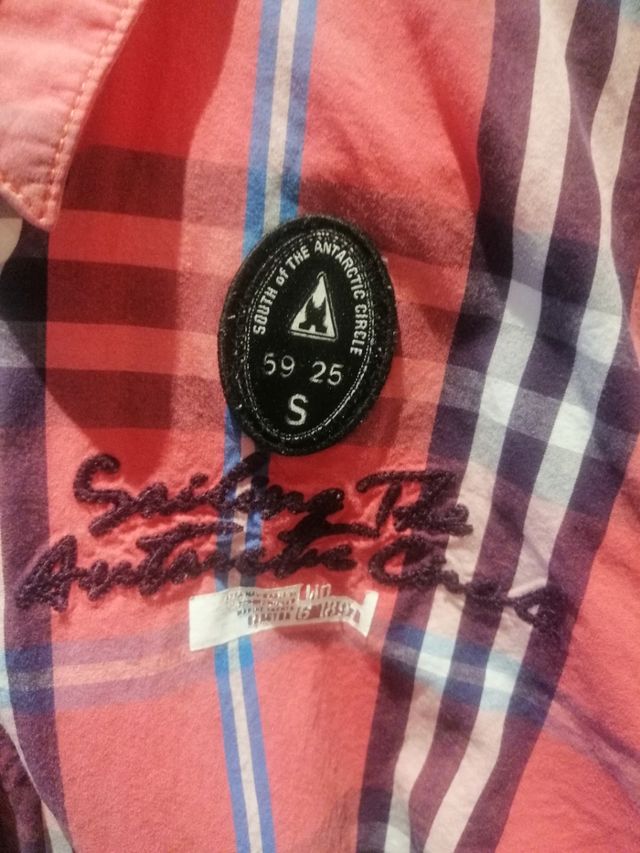 SOUTH of THE ANTARCTIC CIRCLE
59 25
S
Sailing The
Antarctic Circle